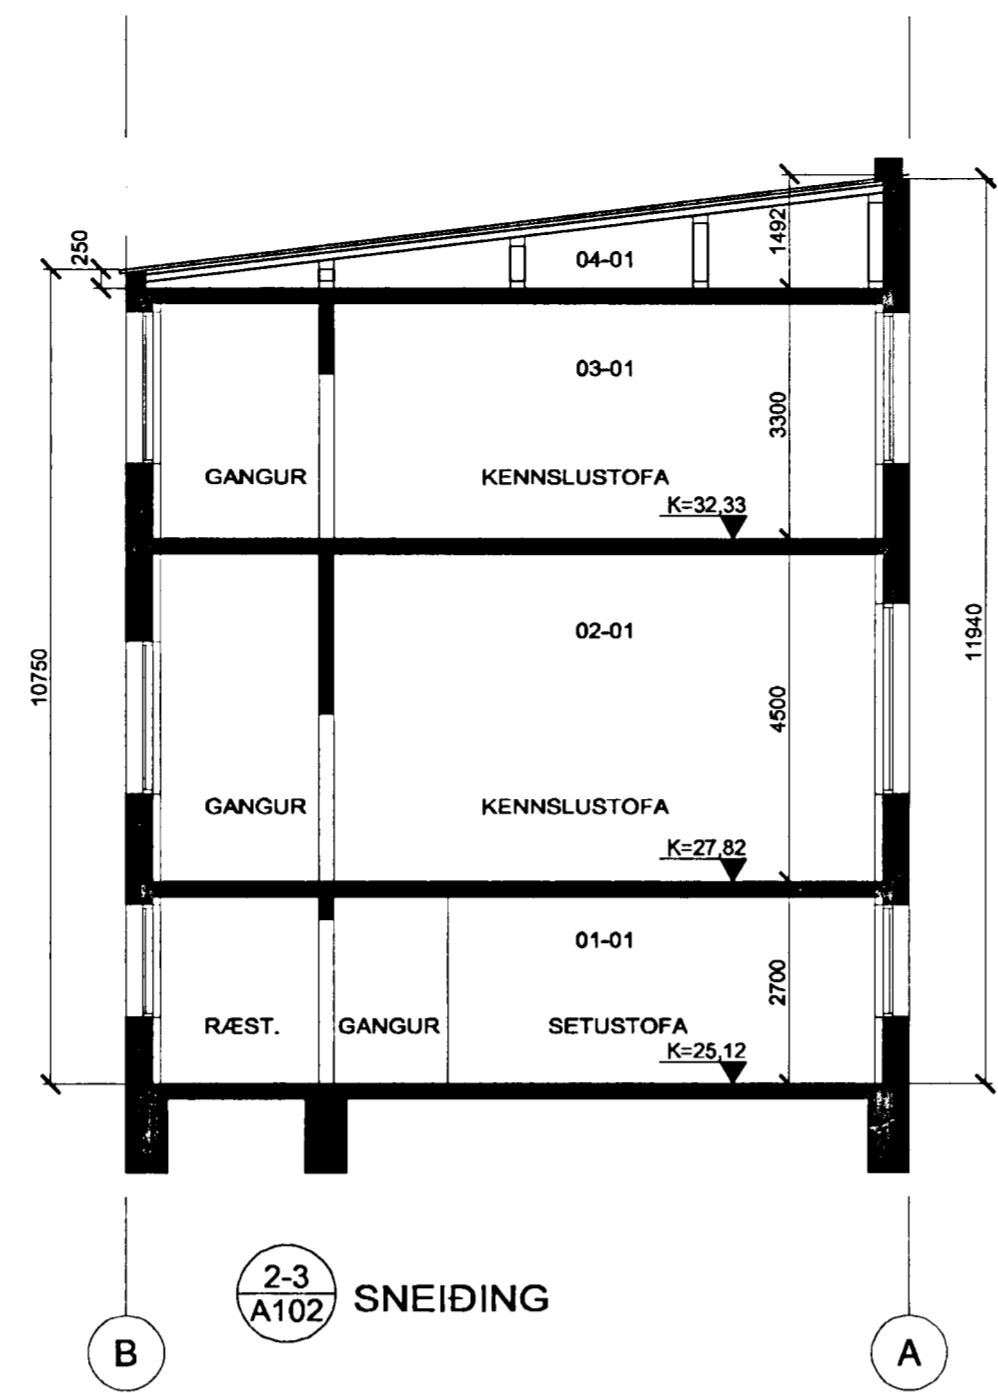 250
1492
04-01
03-01
3300
GANGUR KENNSLUSTOFA
K=32,33
02-01
10750
11940
4500
GANGUR KENNSLUSTOFA
K=27,82
01-01
2700
RÆST. GANGUR SETUSTOFA
K=25,12
2-3
A102
SNEIÐING
B A